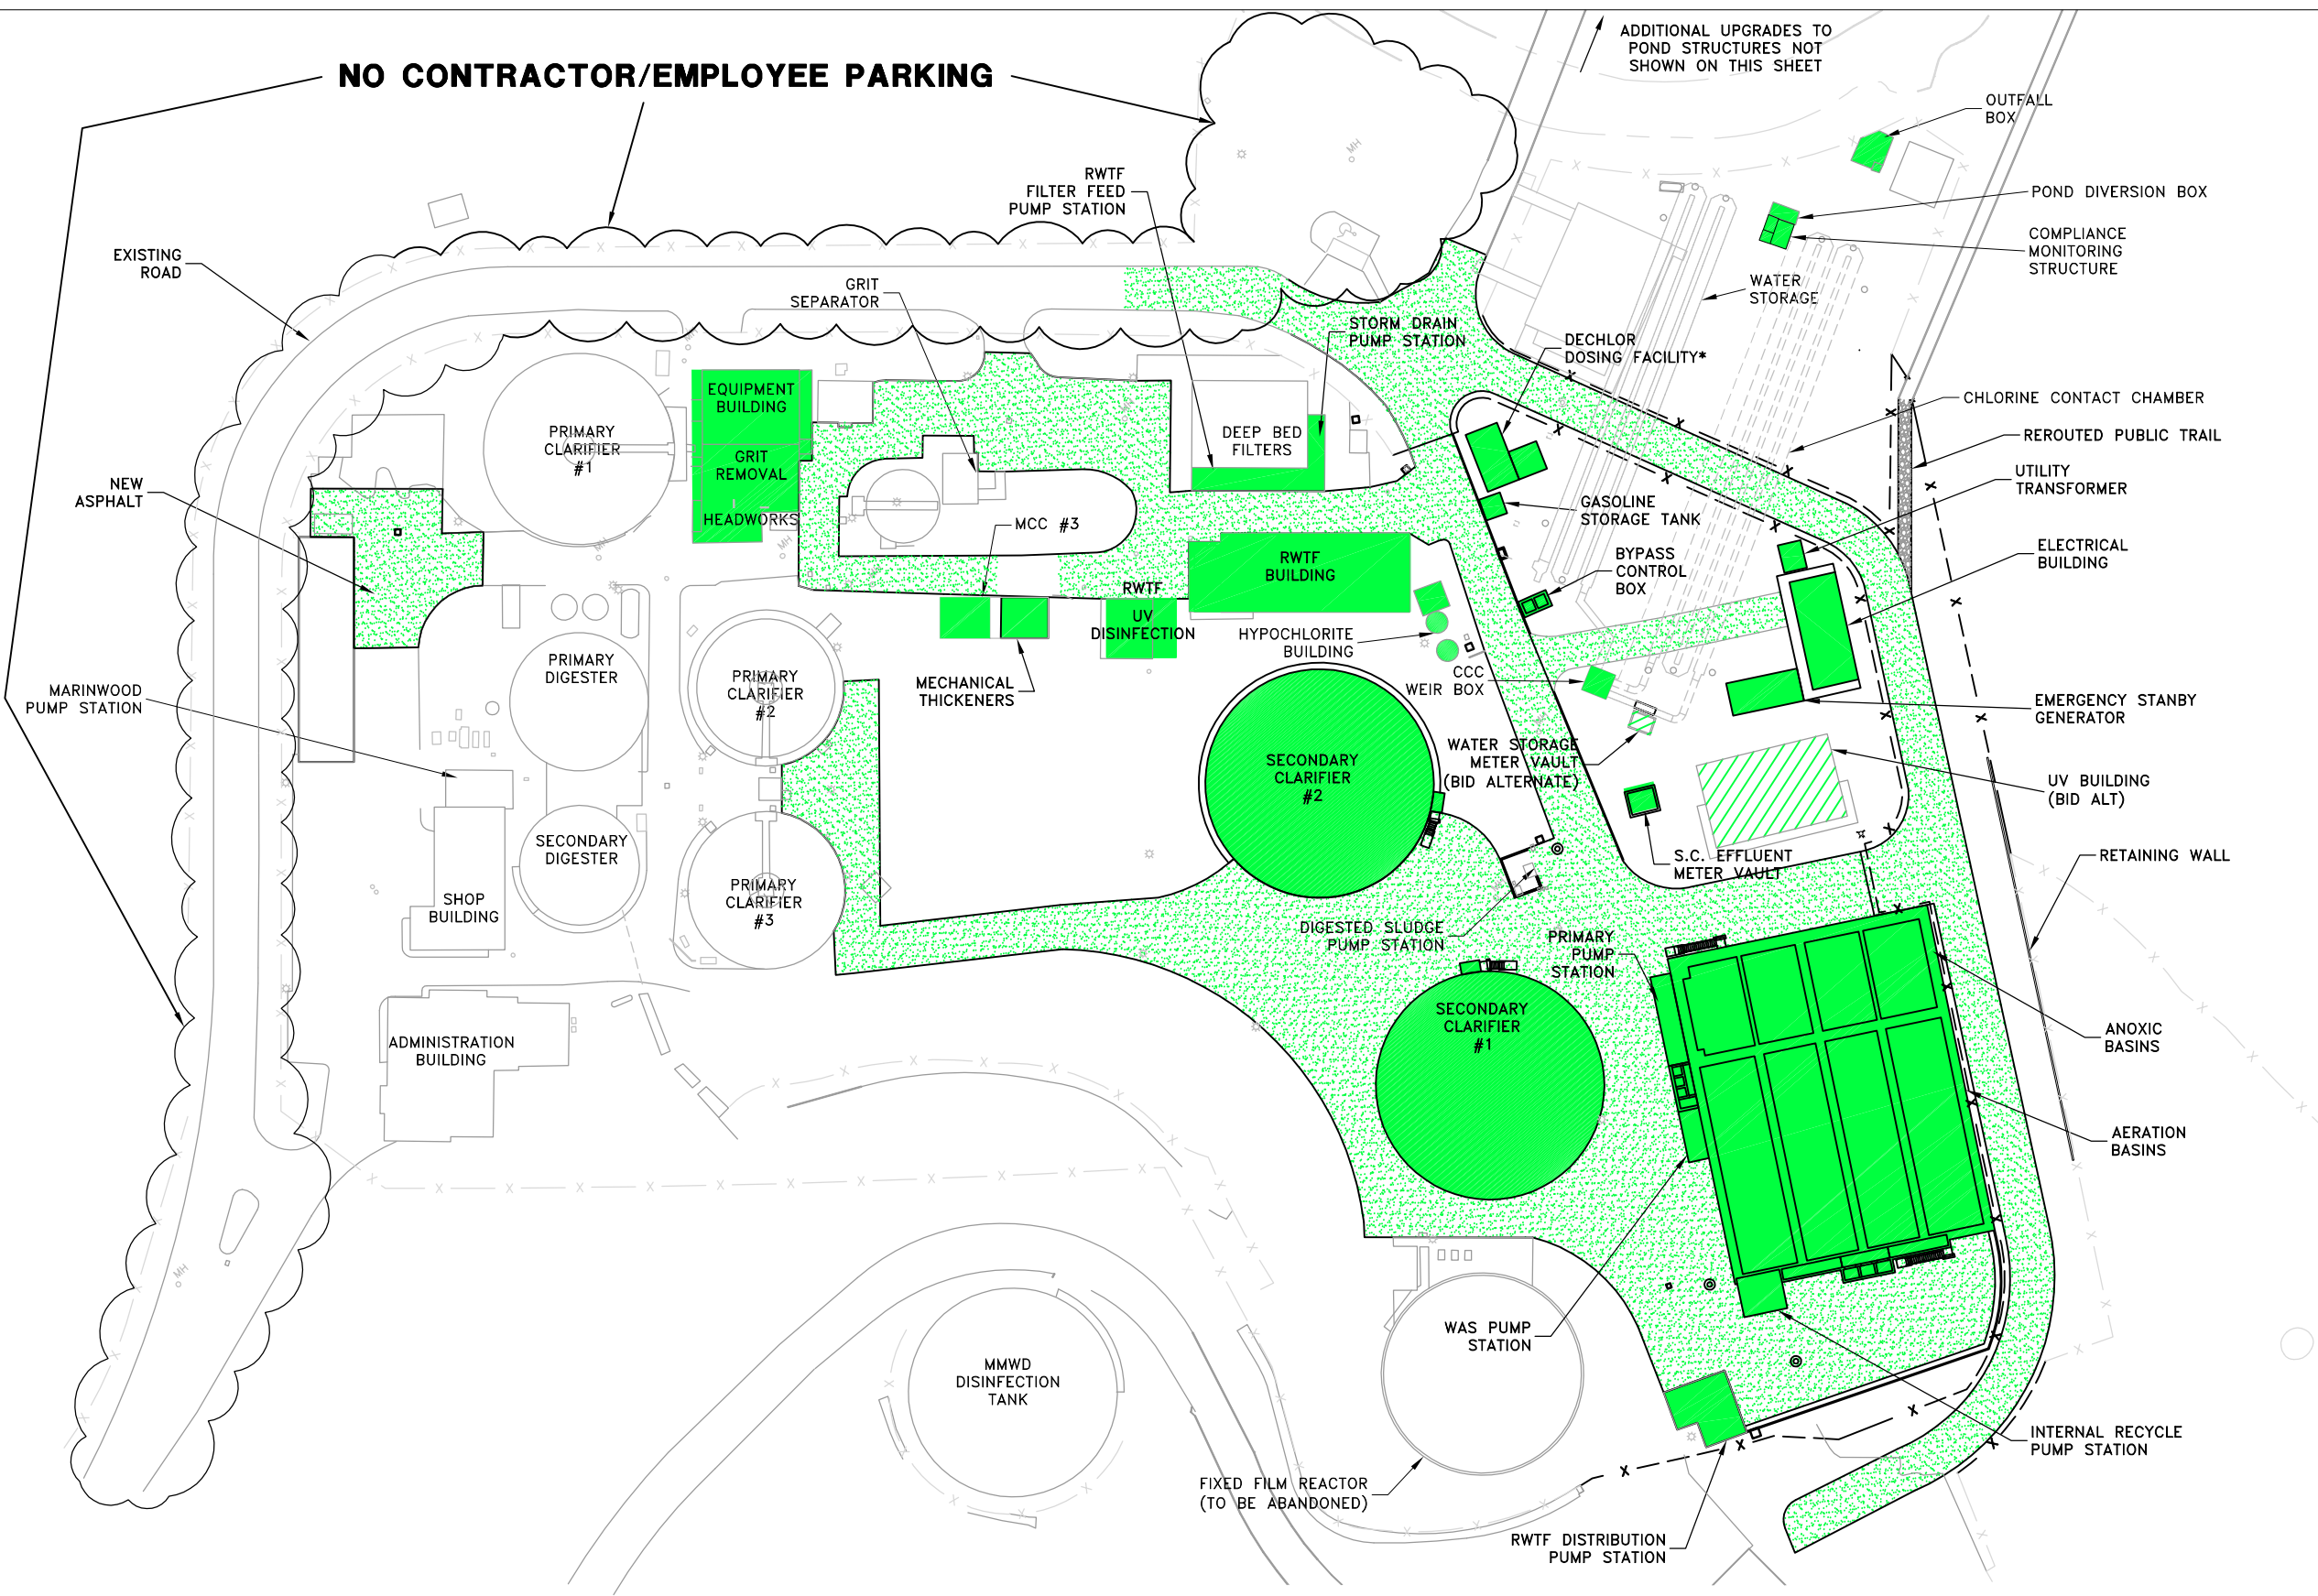 ADDITIONAL UPGRADES TO
POND STRUCTURES NOT
SHOWN ON THIS SHEET
NO CONTRACTOR/EMPLOYEE PARKING
OUTFALL
BOX
MH
RWTF
FILTER FEED
PUMP STATION
POND DIVERSION BOX
COMPLIANCE
MONITORING
STRUCTURE
EXISTING
ROAD
GRIT
SEPARATOR
WATER
STORAGE
STORM DRAIN
PUMP STATION
DECHLOR
DOSING FACILITY*
EQUIPMENT
BUILDING
CHLORINE CONTACT CHAMBER
PRIMARY
CLARIFIER
#1
DEEP BED
FILTERS
REROUTED PUBLIC TRAIL
GRIT
REMOVAL
UTILITY
TRANSFORMER
NEW
ASPHALT
GASOLINE
STORAGE TANK
HEADWORKS
MCC #3
MH
MH
BYPASS
CONTROL
BOX
ELECTRICAL
BUILDING
RWTF
BUILDING
RWTF
UV
DISINFECTION
HYPOCHLORITE
BUILDING
PRIMARY
DIGESTER
PRIMARY
CLARIFIER
#2
MECHANICAL
THICKENERS
CCC
WEIR BOX
MARINWOOD
PUMP STATION
EMERGENCY STANBY
GENERATOR
WATER STORAGE
METER VAULT
(BID ALTERNATE)
SECONDARY
CLARIFIER
#2
UV BUILDING
(BID ALT)
SECONDARY
DIGESTER
S.C. EFFLUENT
METER VAULT
RETAINING WALL
SHOP
BUILDING
PRIMARY
CLARIFIER
#3
DIGESTED SLUDGE
PUMP STATION
PRIMARY
PUMP
STATION
SECONDARY
CLARIFIER
#1
ANOXIC
BASINS
ADMINISTRATION
BUILDING
AERATION
BASINS
MH
WAS PUMP
STATION
MMWD
DISINFECTION
TANK
INTERNAL RECYCLE
PUMP STATION
FIXED FILM REACTOR
(TO BE ABANDONED)
RWTF DISTRIBUTION
PUMP STATION